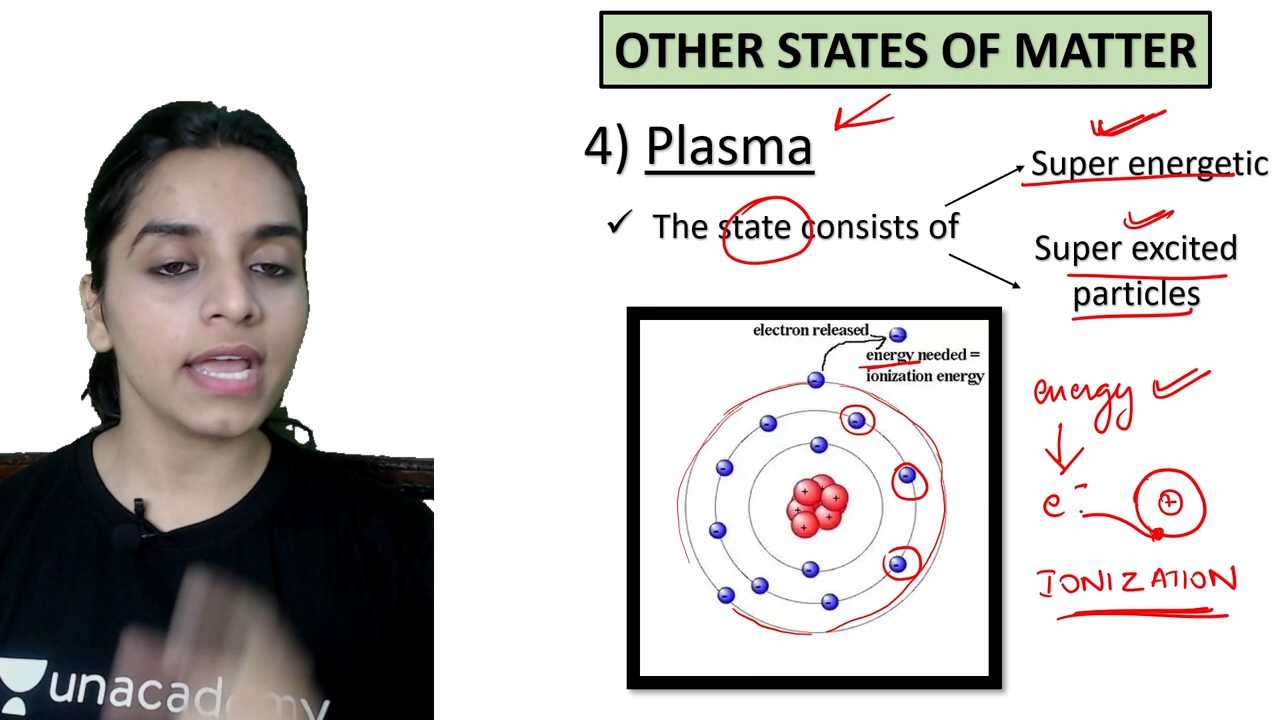 OTHER STATES OF MATTER
4) Plasma
✓ The state consists of
Super energetic
Super excited
particles
electron released
energy needed =
ionization energy
energy
e-
+
IONIZATION
unacademy